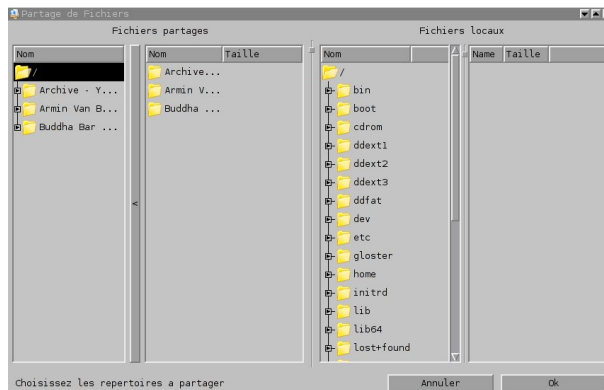 Partage de Fichiers
Fichiers partages
Fichiers locaux
Nom
/
Archive - Y...
Armin Van B...
Buddha Bar ...
<
Nom Taille
Archive...
Armin V...
Buddha ...
Nom
/
bin
boot
cdrom
ddext1
ddext2
ddext3
ddfat
dev
etc
gloster
home
initrd
lib
lib64
lost+found
Name Taille
Choisissez les repertoires a partager
Annuler
Ok